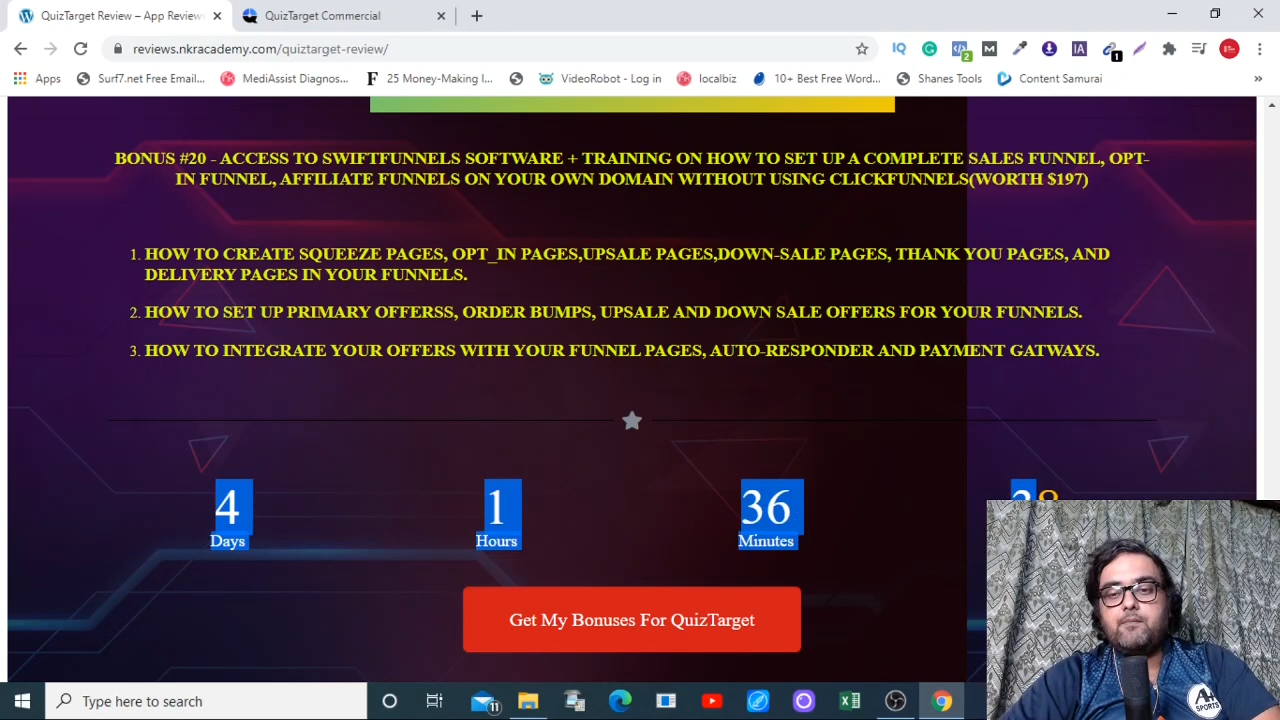 QuizTarget Review – App Reviews
QuizTarget Commercial
reviews.nkracademy.com/quiztarget-review/
Apps
Surf7.net Free Email...
MediAssist Diagnos...
25 Money-Making I...
VideoRobot - Log in
localbiz
10+ Best Free Word...
Shanes Tools
Content Samurai
BONUS #20 - ACCESS TO SWIFTFUNNELS SOFTWARE + TRAINING ON HOW TO SET UP A COMPLETE SALES FUNNEL, OPT-
IN FUNNEL, AFFILIATE FUNNELS ON YOUR OWN DOMAIN WITHOUT USING CLICKFUNNELS(WORTH $197)
1. HOW TO CREATE SQUEEZE PAGES, OPT_IN PAGES,UPSALE PAGES,DOWN-SALE PAGES, THANK YOU PAGES, AND
DELIVERY PAGES IN YOUR FUNNELS.
2. HOW TO SET UP PRIMARY OFFERSS, ORDER BUMPS, UPSALE AND DOWN SALE OFFERS FOR YOUR FUNNELS.
3. HOW TO INTEGRATE YOUR OFFERS WITH YOUR FUNNEL PAGES, AUTO-RESPONDER AND PAYMENT GATWAYS.
4 1 36
Days Hours Minutes
Get My Bonuses For QuizTarget
SPORTS
Type here to search
11